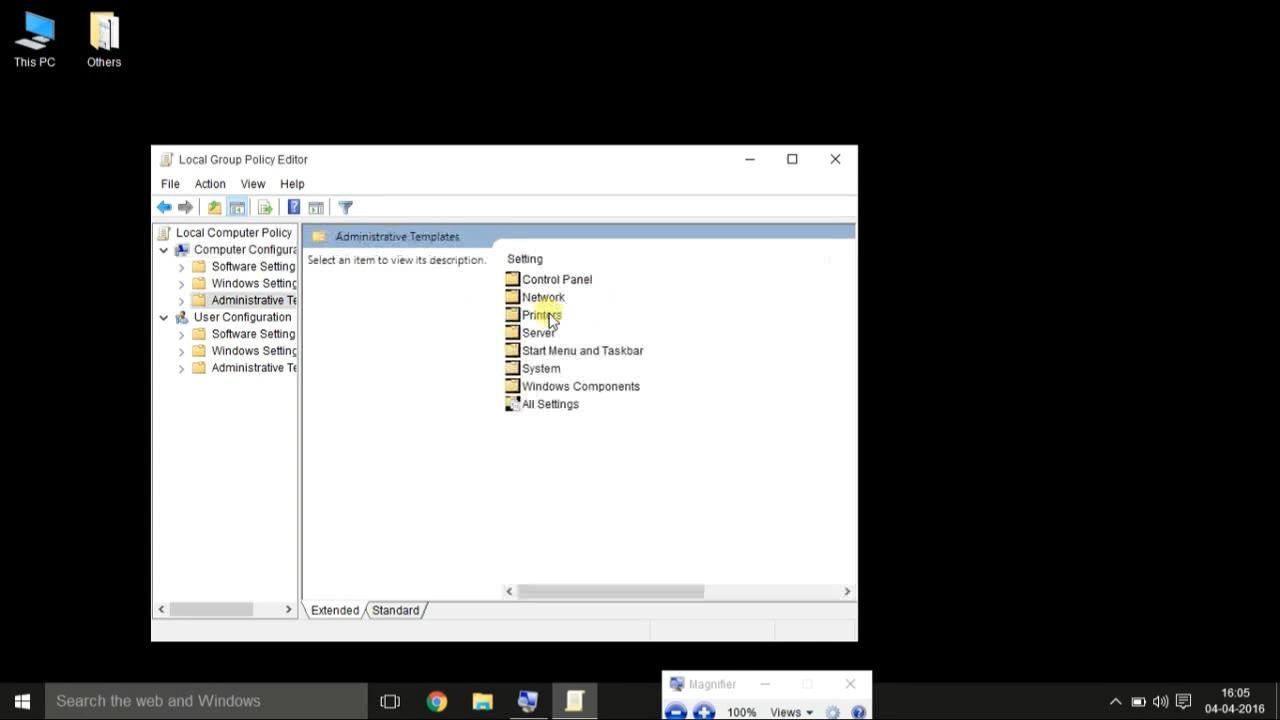 This PC
Others
Local Group Policy Editor
File Action View Help
Local Computer Policy
Computer Configura
Software Setting
Windows Setting
Administrative Te
User Configuration
Software Setting
Windows Setting
Administrative Te
Administrative Templates
Select an item to view its description.
Setting
Control Panel
Network
Printers
Server
Start Menu and Taskbar
System
Windows Components
All Settings
Extended Standard
Magnifier
100% Views
Search the web and Windows
16:05
04-04-2016